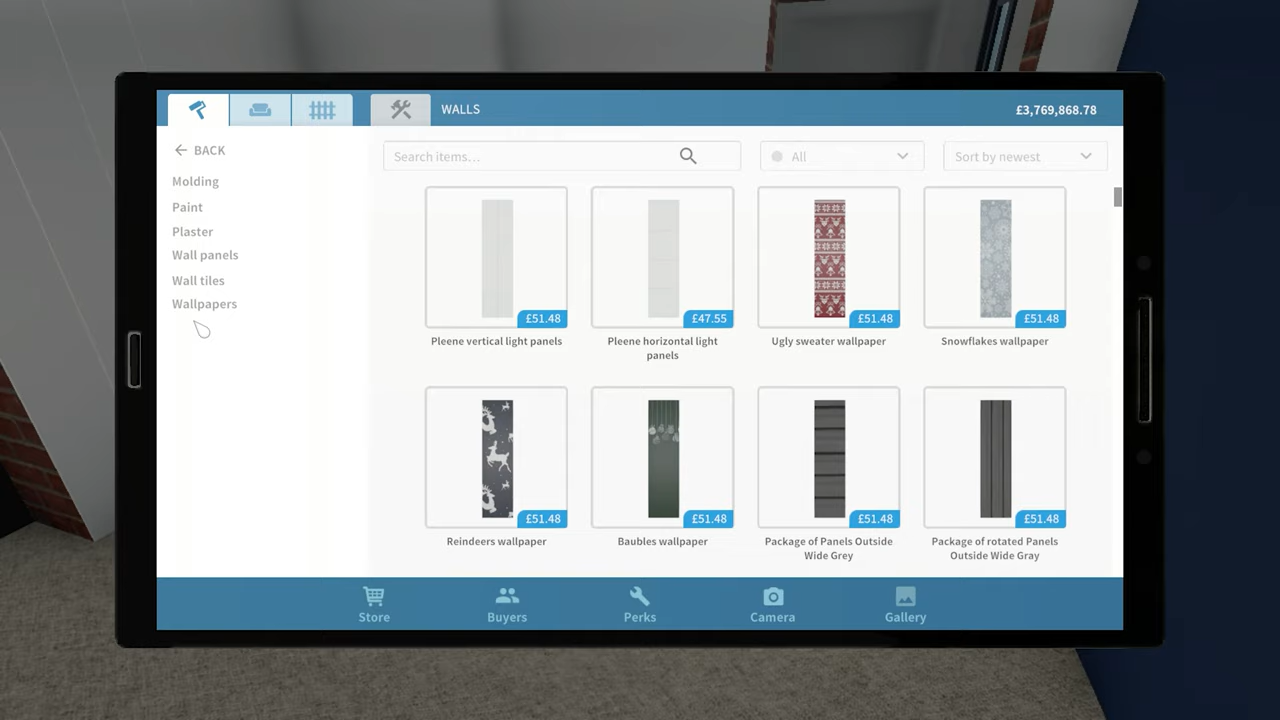 WALLS
£3,769,868.78
BACK
Search items...
All
Sort by newest
Molding
Paint
Plaster
Wall panels
Wall tiles
Wallpapers
£51.48
£47.55
£51.48
£51.48
Pleene vertical light panels
Pleene horizontal light
panels
Ugly sweater wallpaper
Snowflakes wallpaper
£51.48
£51.48
£51.48
£51.48
Reindeers wallpaper
Baubles wallpaper
Package of Panels Outside
Wide Grey
Package of rotated Panels
Outside Wide Gray
Store
Buyers
Perks
Camera
Gallery